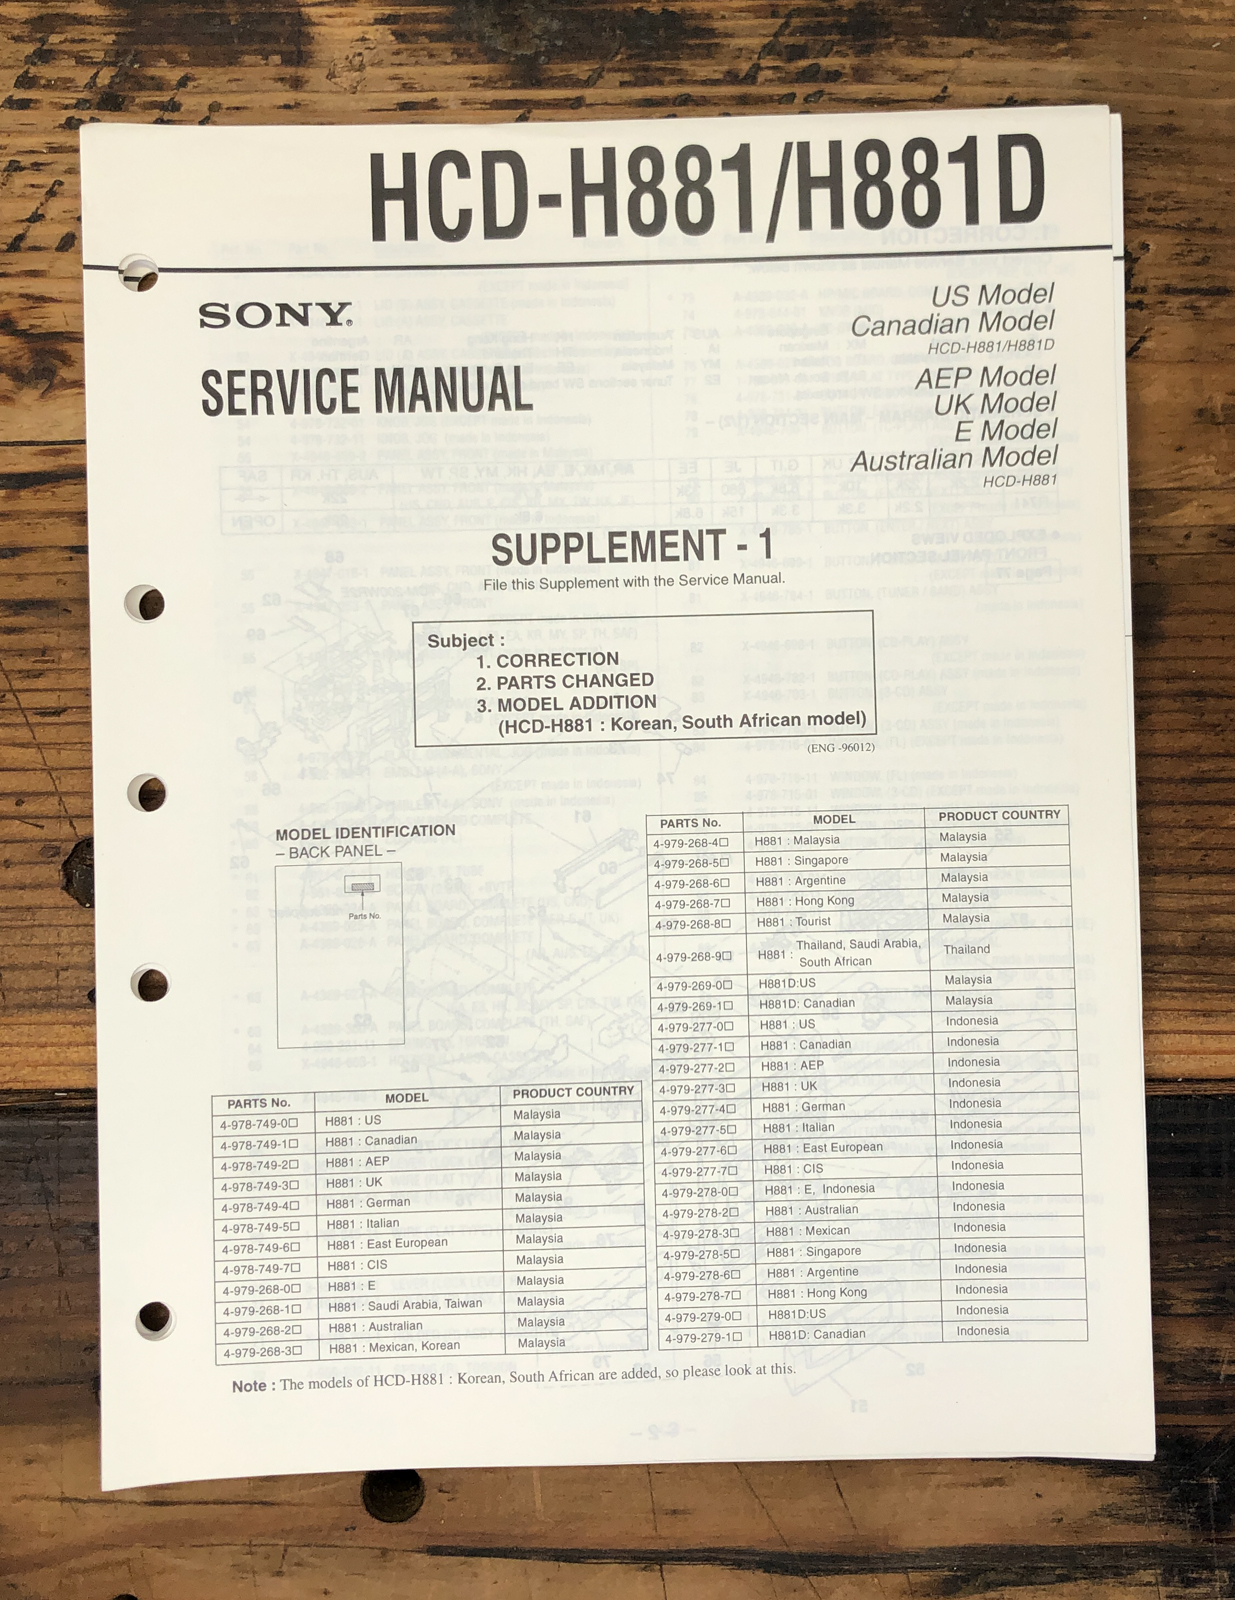 HCD-H881/H881D
SONY®
SERVICE MANUAL
US Model
Canadian Model
HCD-H881/H881D
AEP Model
UK Model
E Model
Australian Model
HCD-H881
SUPPLEMENT - 1
File this Supplement with the Service Manual.
Subject :
1. CORRECTION
2. PARTS CHANGED
3. MODEL ADDITION
(HCD-H881 : Korean, South African model)
(ENG -96012)
MODEL IDENTIFICATION
– BACK PANEL –
Parts No.
PARTS No. MODEL PRODUCT COUNTRY
4-978-749-0□ H881 : US Malaysia
4-978-749-1□ H881 : Canadian Malaysia
4-978-749-2□ H881 : AEP Malaysia
4-978-749-3□ H881 : UK Malaysia
4-978-749-4□ H881 : German Malaysia
4-978-749-5□ H881 : Italian Malaysia
4-978-749-6□ H881 : East European Malaysia
4-978-749-7□ H881 : CIS Malaysia
4-979-268-0□ H881 : E Malaysia
4-979-268-1□ H881 : Saudi Arabia, Taiwan Malaysia
4-979-268-2□ H881 : Australian Malaysia
4-979-268-3□ H881 : Mexican, Korean Malaysia
PARTS No. MODEL PRODUCT COUNTRY
4-979-268-4□ H881 : Malaysia Malaysia
4-979-268-5□ H881 : Singapore Malaysia
4-979-268-6□ H881 : Argentine Malaysia
4-979-268-7□ H881 : Hong Kong Malaysia
4-979-268-8□ H881 : Tourist Malaysia
4-979-268-9□ H881 : Thailand, Saudi Arabia, Thailand
South African
4-979-269-0□ H881D:US Malaysia
4-979-269-1□ H881D: Canadian Malaysia
4-979-277-0□ H881 : US Indonesia
4-979-277-1□ H881 : Canadian Indonesia
4-979-277-2□ H881 : AEP Indonesia
4-979-277-3□ H881 : UK Indonesia
4-979-277-4□ H881 : German Indonesia
4-979-277-5□ H881 : Italian Indonesia
4-979-277-6□ H881 : East European Indonesia
4-979-277-7□ H881 : CIS Indonesia
4-979-278-0□ H881 : E, Indonesia Indonesia
4-979-278-2□ H881 : Australian Indonesia
4-979-278-3□ H881 : Mexican Indonesia
4-979-278-5□ H881 : Singapore Indonesia
4-979-278-6□ H881 : Argentine Indonesia
4-979-278-7□ H881 : Hong Kong Indonesia
4-979-279-0□ H881D:US Indonesia
4-979-279-1□ H881D: Canadian Indonesia
Note : The models of HCD-H881 : Korean, South African are added, so please look at this.